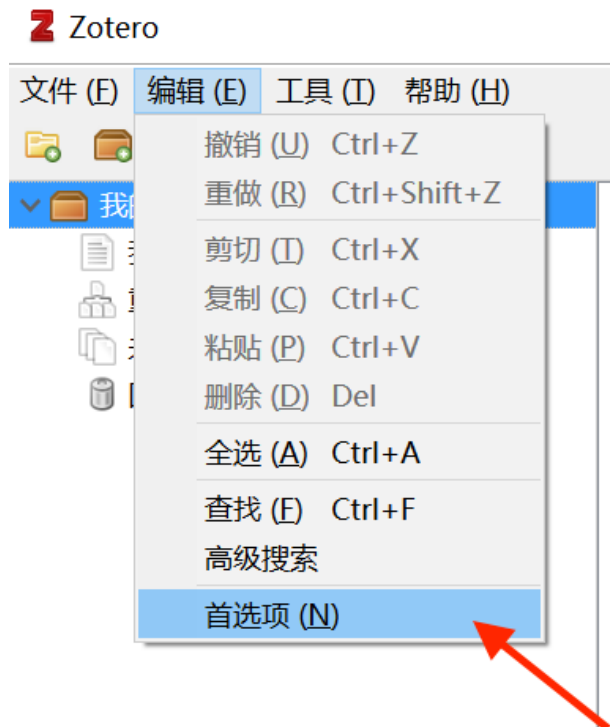 Zotero
文件 (F) 编辑 (E) 工具 (T) 帮助 (H)
撤销 (U) Ctrl+Z
重做 (R) Ctrl+Shift+Z
剪切 (T) Ctrl+X
复制 (C) Ctrl+C
粘贴 (P) Ctrl+V
删除 (D) Del
全选 (A) Ctrl+A
查找 (F) Ctrl+F
高级搜索
首选项 (N)